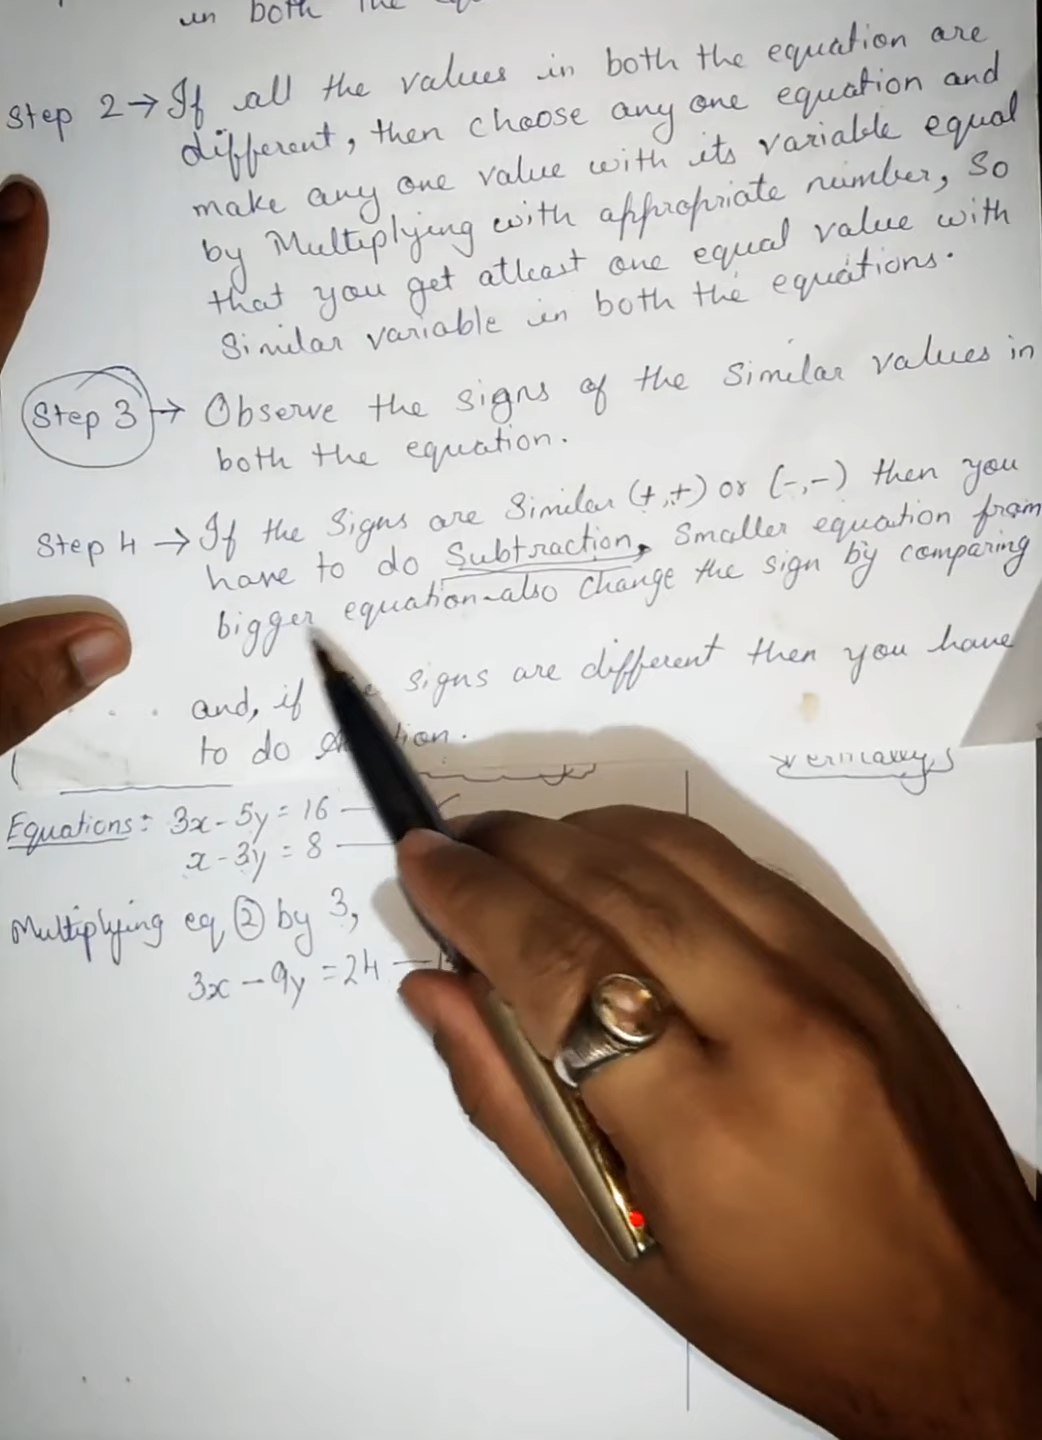 in both the
Step 2 → If all the values in both the equation are
different, then choose any one equation and
make any one value with its variable equal
by Multiplying with appropriate number, so
that you get atleast one equal value with
Similar variable in both the equations.
Step 3 → Observe the signs of the Similar values in
both the equation.
Step 4 → If the Signs are Similar (+,+) or (-,-) then you
have to do Subtraction, Smaller equation from
bigger equation also change the sign by comparing
and, if signs are different then you have
to do
Equations: 3x - 5y = 16
x - 3y = 8
Multiplying eq ② by 3,
3x - 9y = 24